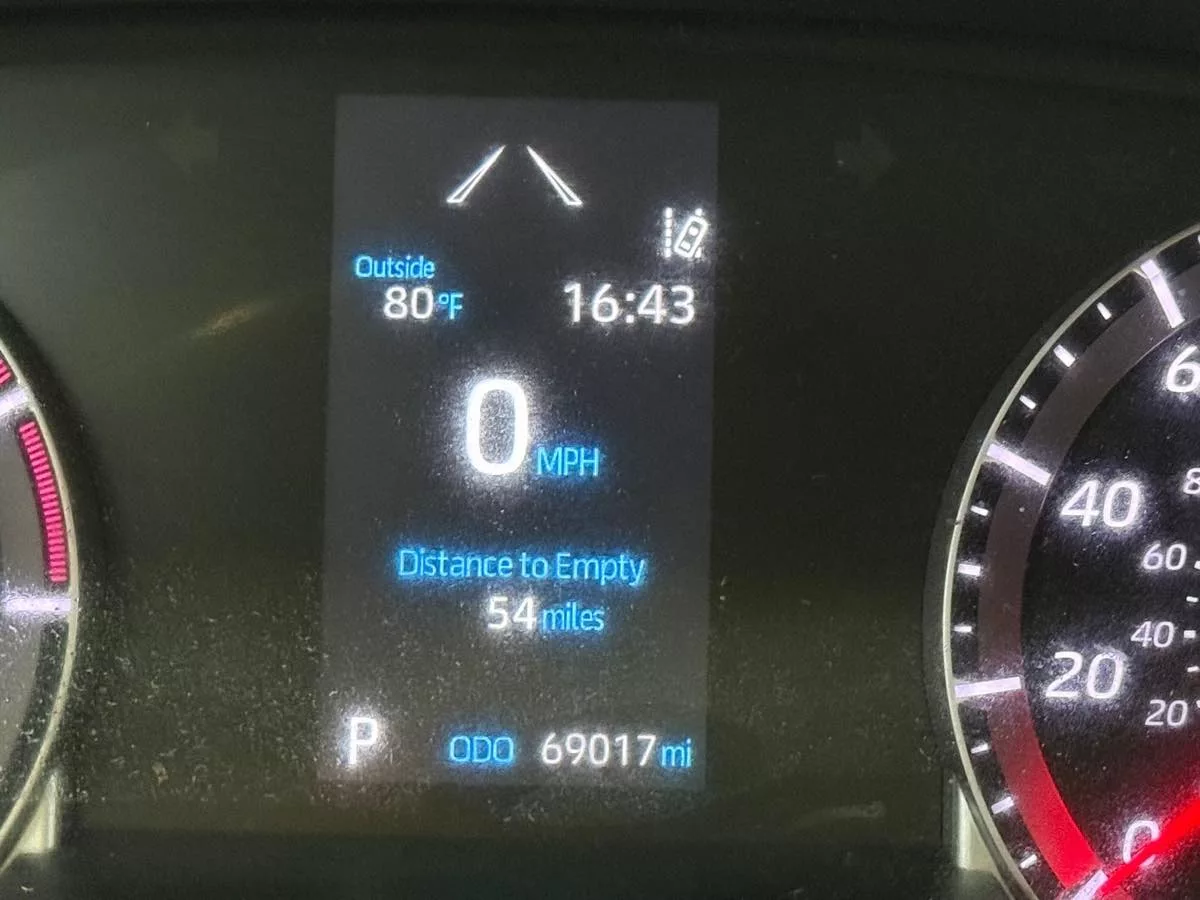 Outside
80°F 16:43
0 MPH
Distance to Empty
54 miles
P ODO 69017 mi
40
60
20
40
20
0